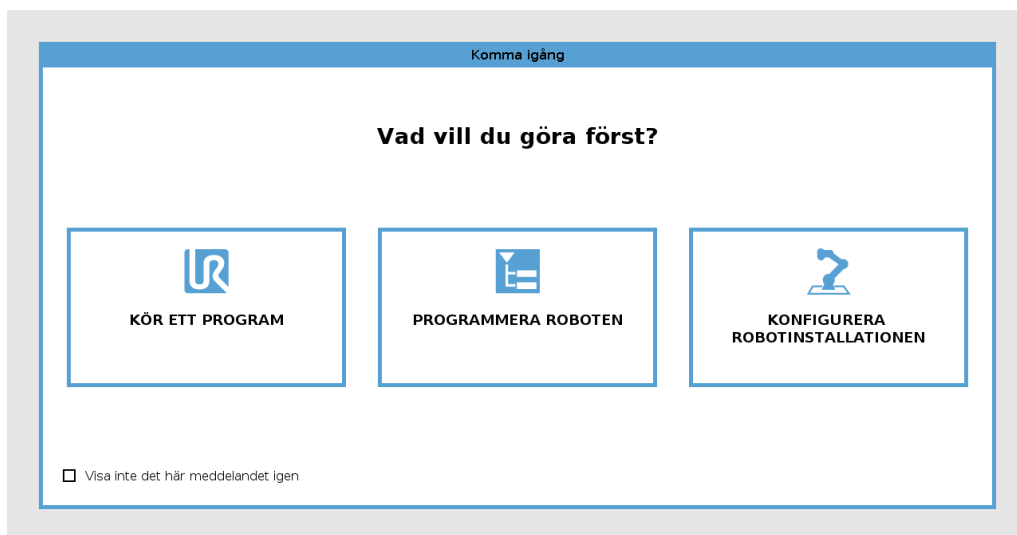 Komma igång
Vad vill du göra först?
KÖR ETT PROGRAM
PROGRAMMERA ROBOTEN
KONFIGURERA
ROBOTINSTALLATIONEN
Visa inte det här meddelandet igen